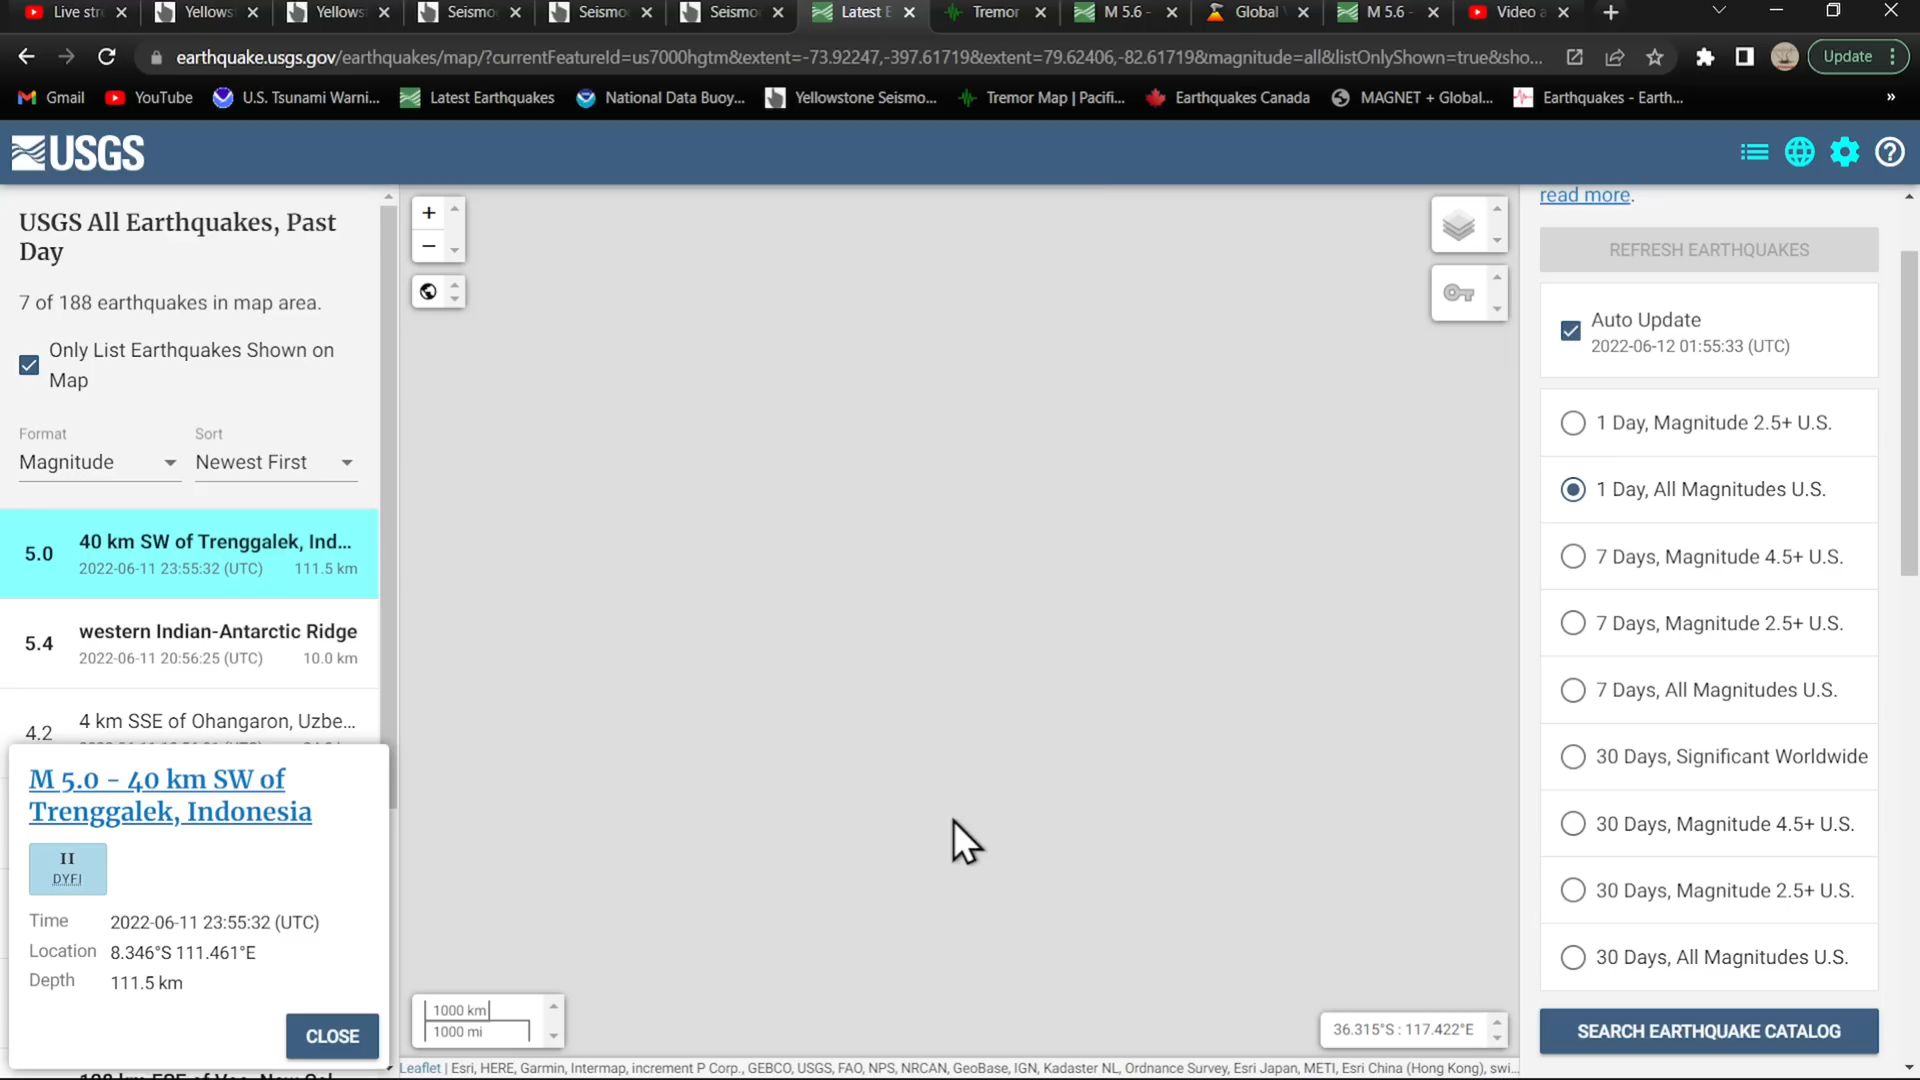 Live str
Yellows
Yellows
Seismo
Seismo
Seismo
Latest E
Tremor
M 5.6 -
Global
M 5.6 -
Video a
earthquake.usgs.gov/earthquakes/map/?currentFeatureId=us7000hgtm&extent=-73.92247,-397.61719&extent=79.62406,-82.61719&magnitude=all&listOnlyShown=true&sho...
Update
Gmail
YouTube
U.S. Tsunami Warni...
Latest Earthquakes
National Data Buoy...
Yellowstone Seismo...
Tremor Map | Pacifi...
Earthquakes Canada
MAGNET + Global...
Earthquakes - Earth...
»
USGS
USGS All Earthquakes, Past
Day
7 of 188 earthquakes in map area.
Only List Earthquakes Shown on
Map
Format
Sort
Magnitude
Newest First
5.0
40 km SW of Trenggalek, Ind...
2022-06-11 23:55:32 (UTC) 111.5 km
5.4
western Indian-Antarctic Ridge
2022-06-11 20:56:25 (UTC) 10.0 km
4.2
4 km SSE of Ohangaron, Uzbe...
M 5.0 - 40 km SW of
Trenggalek, Indonesia
II
DYFI
Time 2022-06-11 23:55:32 (UTC)
Location 8.346°S 111.461°E
Depth 111.5 km
CLOSE
+
−
1000 km
1000 mi
36.315°S : 117.422°E
Leaflet | Esri, HERE, Garmin, Intermap, increment P Corp., GEBCO, USGS, FAO, NPS, NRCAN, GeoBase, IGN, Kadaster NL, Ordnance Survey, Esri Japan, METI, Esri China (Hong Kong), swi...
read more.
REFRESH EARTHQUAKES
Auto Update
2022-06-12 01:55:33 (UTC)
1 Day, Magnitude 2.5+ U.S.
1 Day, All Magnitudes U.S.
7 Days, Magnitude 4.5+ U.S.
7 Days, Magnitude 2.5+ U.S.
7 Days, All Magnitudes U.S.
30 Days, Significant Worldwide
30 Days, Magnitude 4.5+ U.S.
30 Days, Magnitude 2.5+ U.S.
30 Days, All Magnitudes U.S.
SEARCH EARTHQUAKE CATALOG